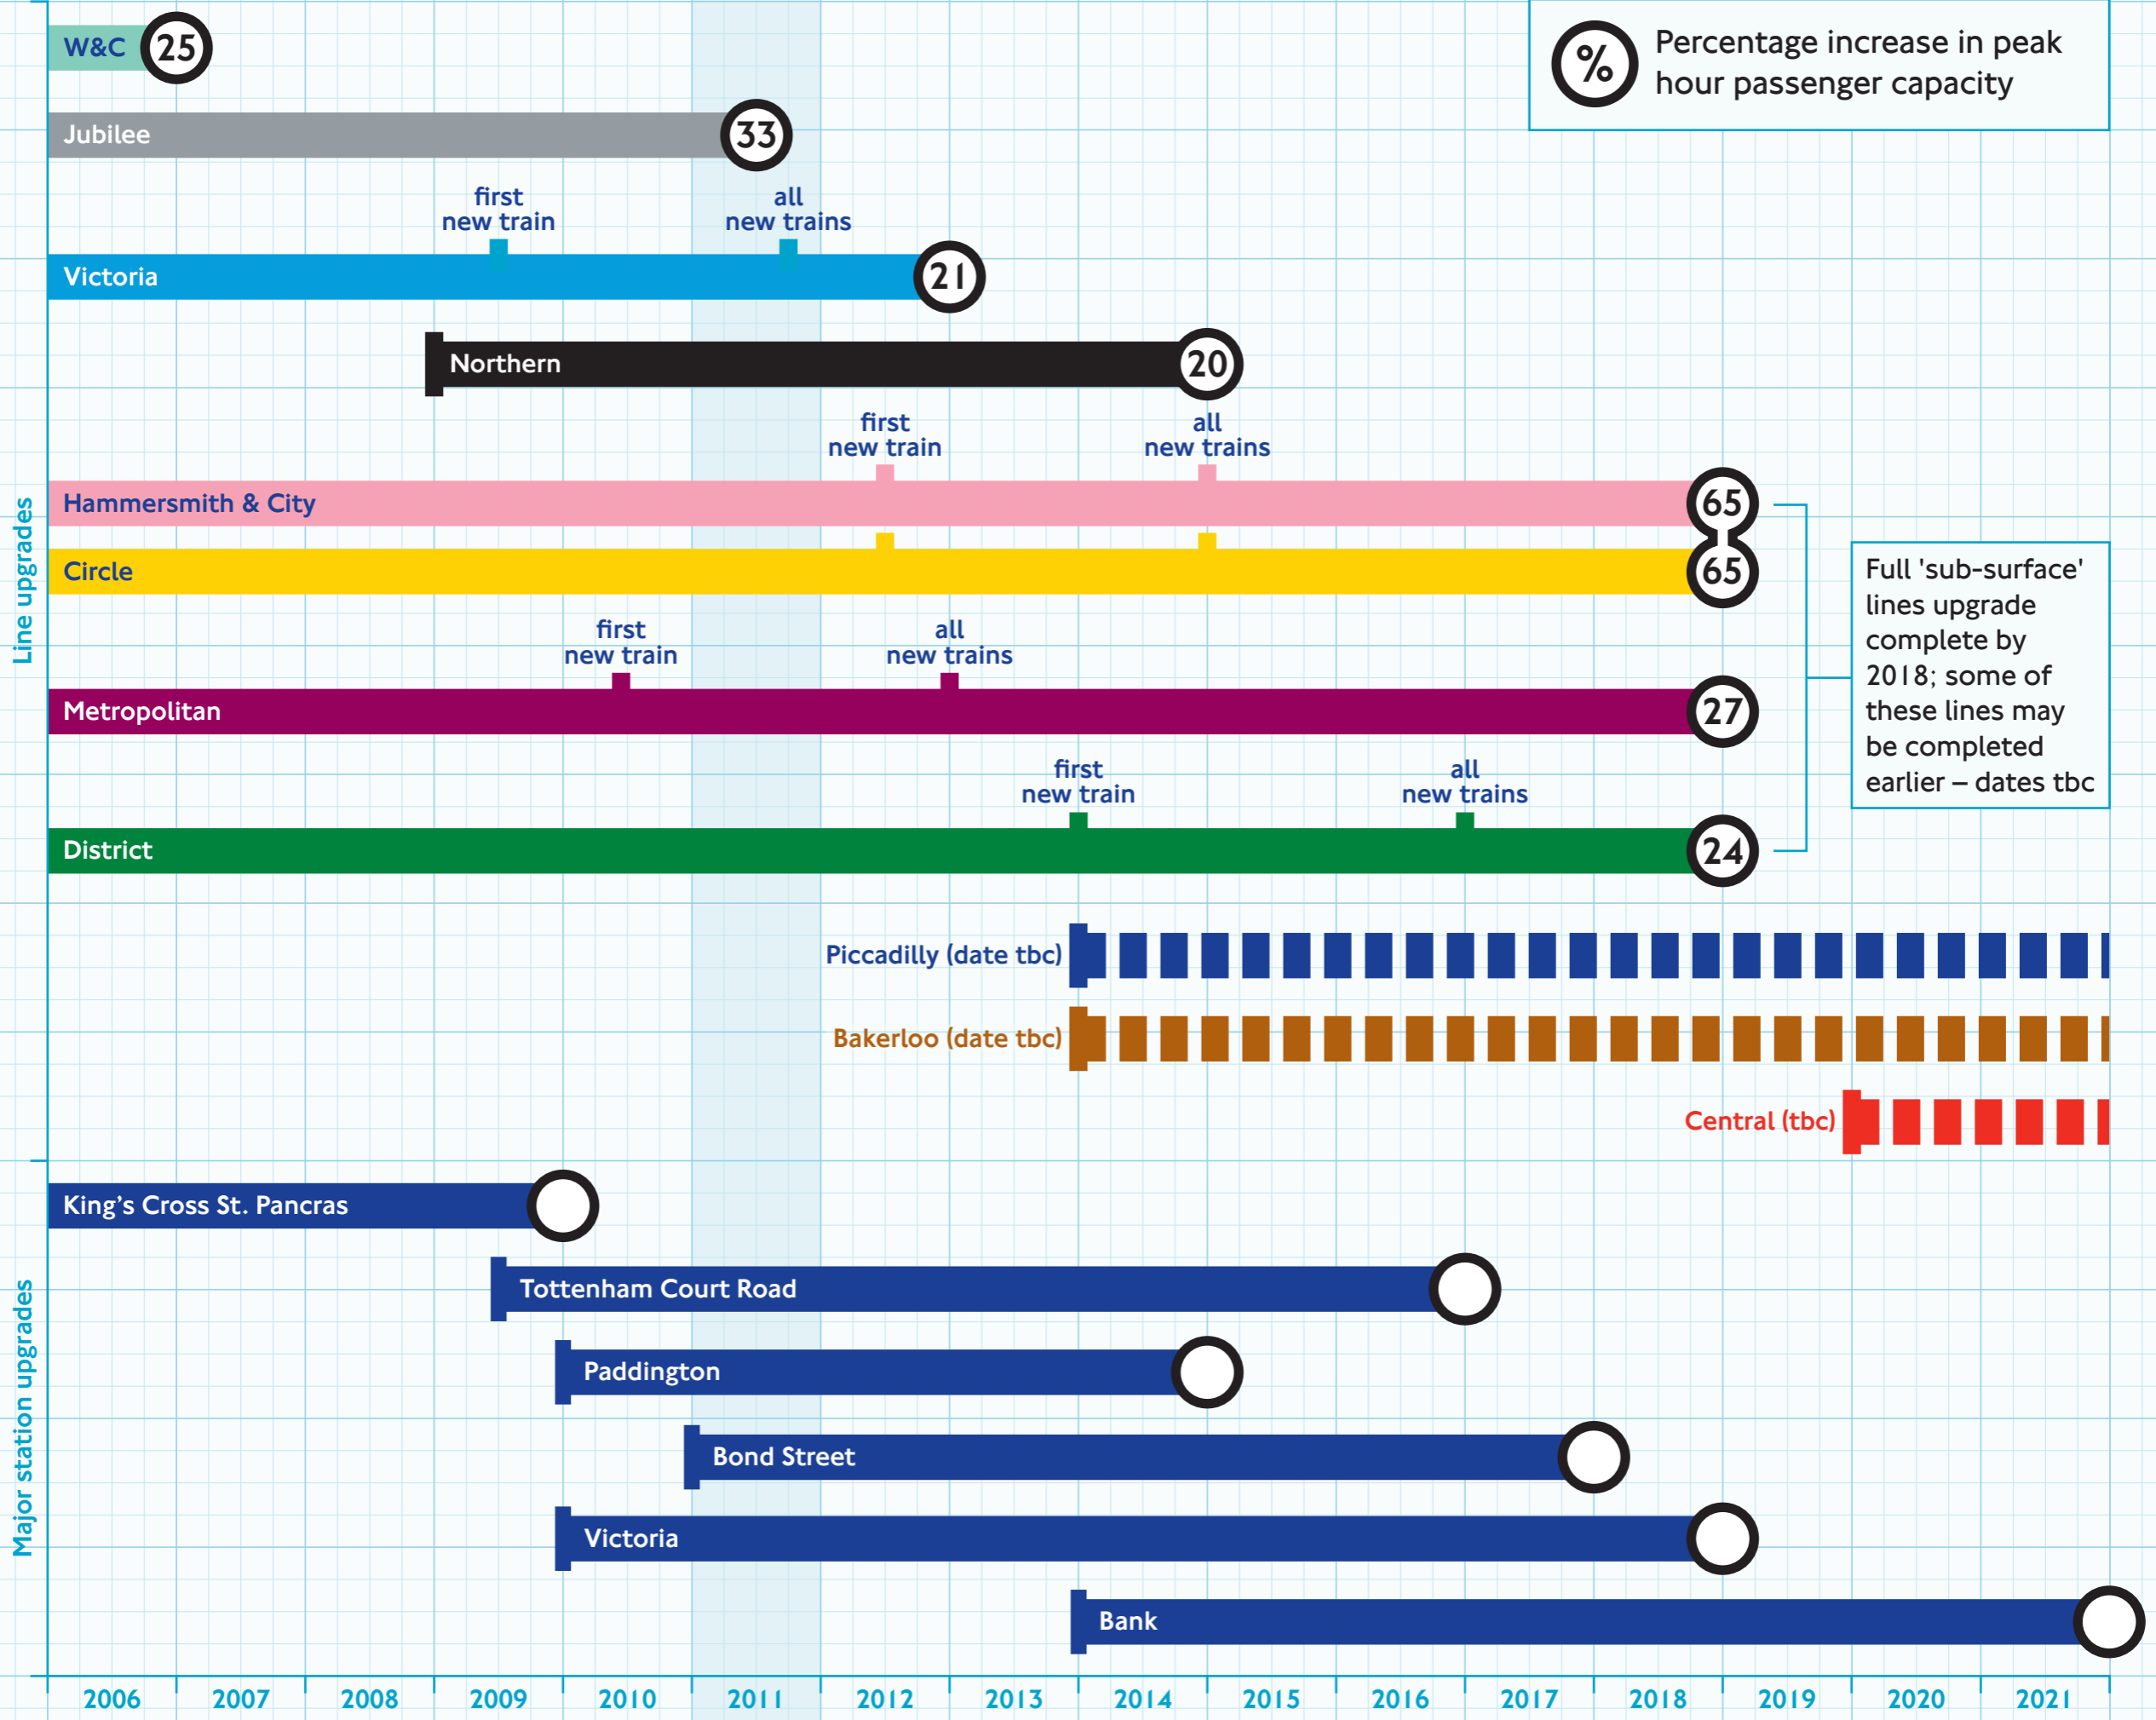 W&C
25
%
Percentage increase in peak
hour passenger capacity
Jubilee
33
first
new train
all
new trains
Victoria
21
Northern
20
first
new train
all
new trains
Line upgrades
Hammersmith & City
65
Circle
65
Full 'sub-surface'
lines upgrade
complete by
2018; some of
these lines may
be completed
earlier – dates tbc
first
new train
all
new trains
Metropolitan
27
first
new train
all
new trains
District
24
Piccadilly (date tbc)
Bakerloo (date tbc)
Central (tbc)
Major station upgrades
King’s Cross St. Pancras
Tottenham Court Road
Paddington
Bond Street
Victoria
Bank
2006 2007 2008 2009 2010 2011 2012 2013 2014 2015 2016 2017 2018 2019 2020 2021